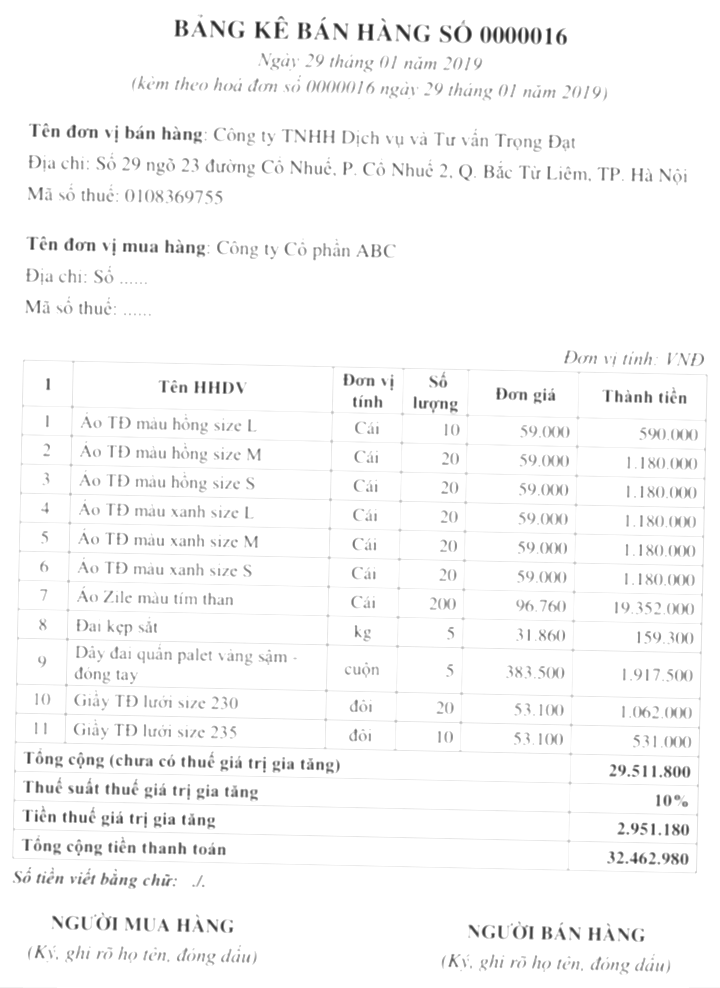 BẢNG KÊ BÁN HÀNG SỐ 0000016
Ngày 29 tháng 01 năm 2019
(kèm theo hoá đơn số 0000016 ngày 29 tháng 01 năm 2019)
Tên đơn vị bán hàng: Công ty TNHH Dịch vụ và Tư vấn Trọng Đạt
Địa chỉ: Số 29 ngõ 23 đường Cổ Nhuế, P. Cổ Nhuế 2, Q. Bắc Từ Liêm, TP. Hà Nội
Mã số thuế: 0108369755
Tên đơn vị mua hàng: Công ty Cổ phần ABC
Địa chỉ: Số ......
Mã số thuế: ......
Đơn vị tính: VNĐ
1 Tên HHDV Đơn vị tính Số lượng Đơn giá Thành tiền
1 Áo TĐ màu hồng size L Cái 10 59.000 590.000
2 Áo TĐ màu hồng size M Cái 20 59.000 1.180.000
3 Áo TĐ màu hồng size S Cái 20 59.000 1.180.000
4 Áo TĐ màu xanh size L Cái 20 59.000 1.180.000
5 Áo TĐ màu xanh size M Cái 20 59.000 1.180.000
6 Áo TĐ màu xanh size S Cái 20 59.000 1.180.000
7 Áo Zile màu tím than Cái 200 96.760 19.352.000
8 Đai kẹp sắt kg 5 31.860 159.300
9 Dây đai quấn palet vàng sậm - đóng tay cuộn 5 383.500 1.917.500
10 Giầy TĐ lưới size 230 đôi 20 53.100 1.062.000
11 Giầy TĐ lưới size 235 đôi 10 53.100 531.000
Tổng cộng (chưa có thuế giá trị gia tăng) 29.511.800
Thuế suất thuế giá trị gia tăng 10%
Tiền thuế giá trị gia tăng 2.951.180
Tổng cộng tiền thanh toán 32.462.980
Số tiền viết bằng chữ: ./.
NGƯỜI MUA HÀNG NGƯỜI BÁN HÀNG
(Ký, ghi rõ họ tên, đóng dấu) (Ký, ghi rõ họ tên, đóng dấu)